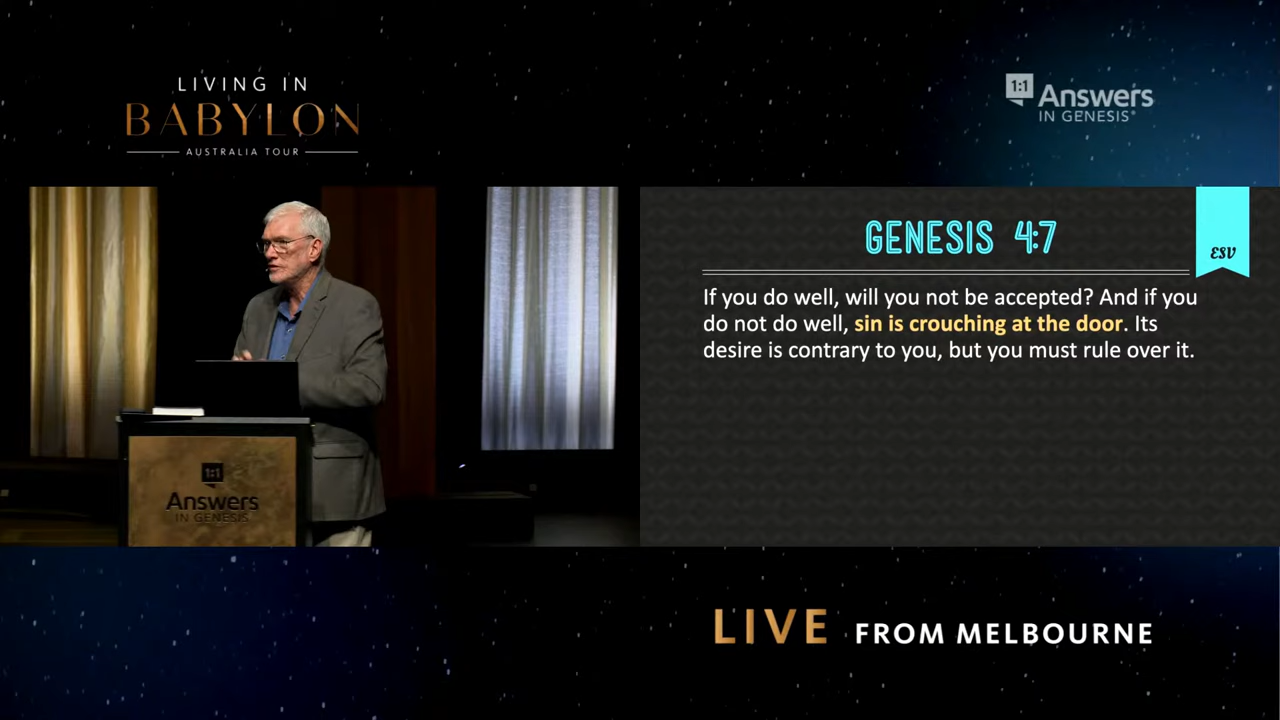 LIVING IN
BABYLON
AUSTRALIA TOUR
1:1
Answers
IN GENESIS®
GENESIS 4:7
ESV
If you do well, will you not be accepted? And if you
do not do well, sin is crouching at the door. Its
desire is contrary to you, but you must rule over it.
1:1
Answers
IN GENESIS
LIVE FROM MELBOURNE